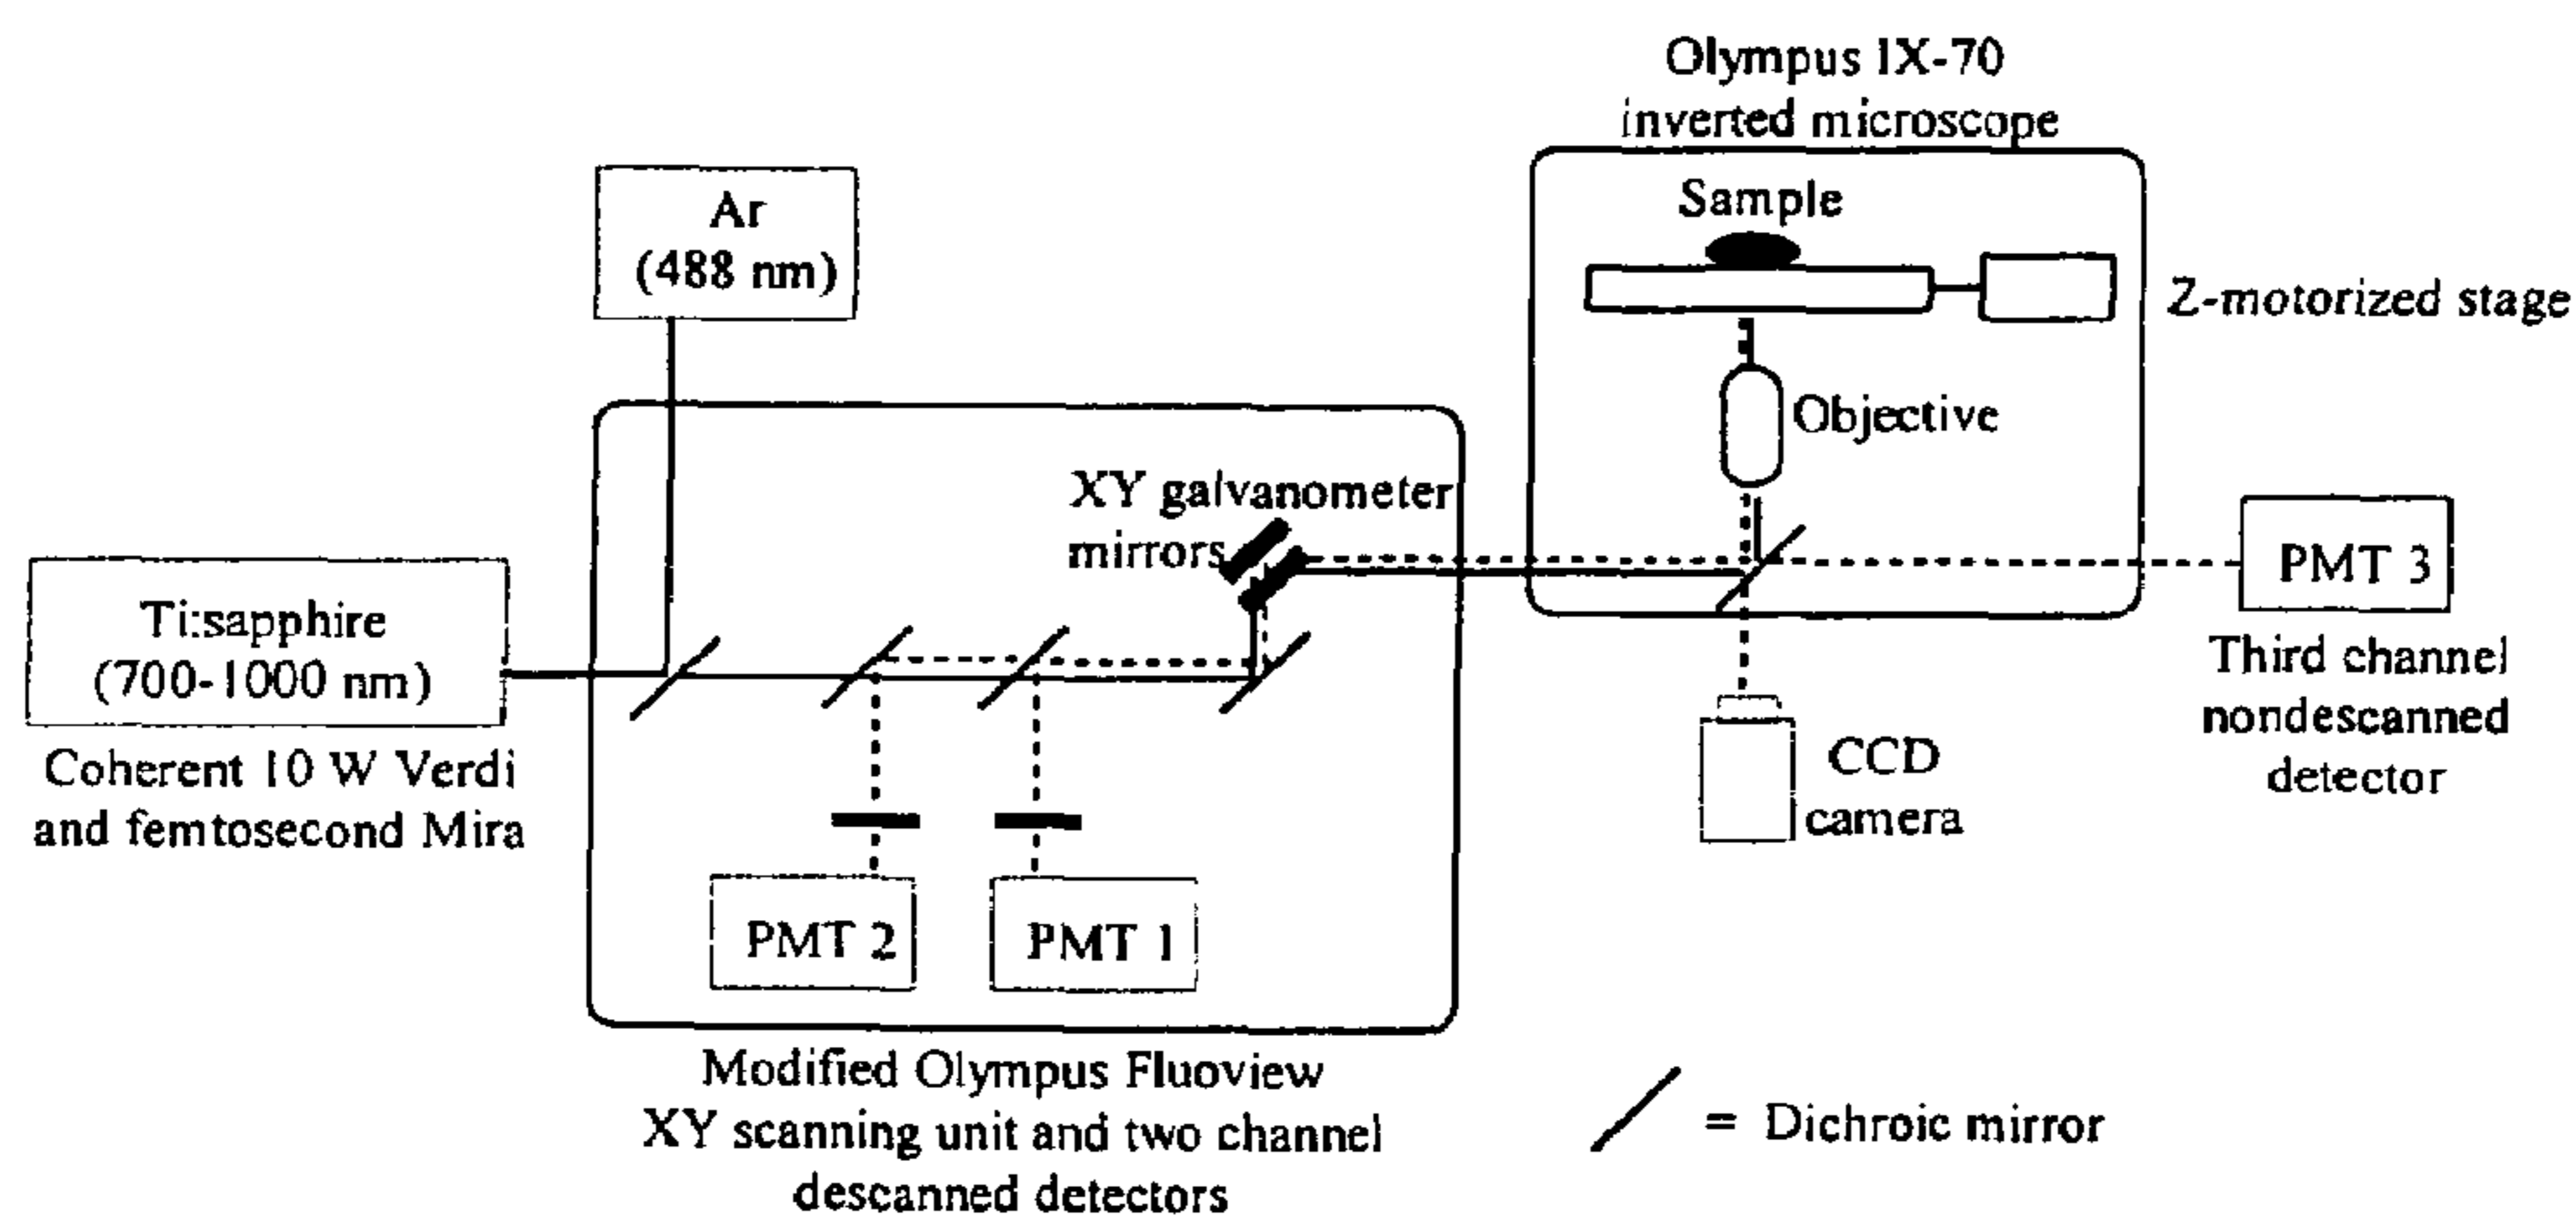 Olympus IX-70
inverted microscope
Ar
(488 nm)
Sample
Z-motorized stage
Objective
XY galvanometer
mirrors
Ti:sapphire
(700-1000 nm)
Coherent 10 W Verdi
and femtosecond Mira
PMT 3
Third channel
nondescanned
detector
CCD
camera
PMT 2
PMT 1
Modified Olympus Fluoview
XY scanning unit and two channel
descanned detectors
= Dichroic mirror